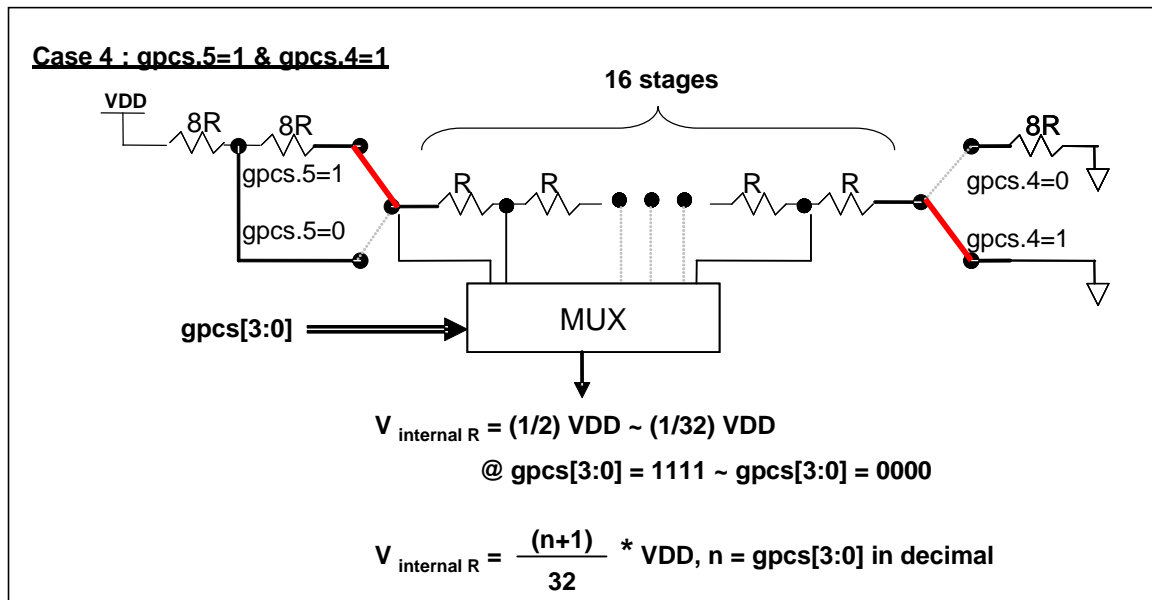 Case 4 : gpcs.5=1 & gpcs.4=1
16 stages
VDD
8R
8R
8R
gpcs.5=1
R
R
R
R
gpcs.4=0
gpcs.5=0
gpcs.4=1
MUX
gpcs[3:0]
V internal R = (1/2) VDD ~ (1/32) VDD
@ gpcs[3:0] = 1111 ~ gpcs[3:0] = 0000
V internal R = (n+1) / 32 * VDD, n = gpcs[3:0] in decimal